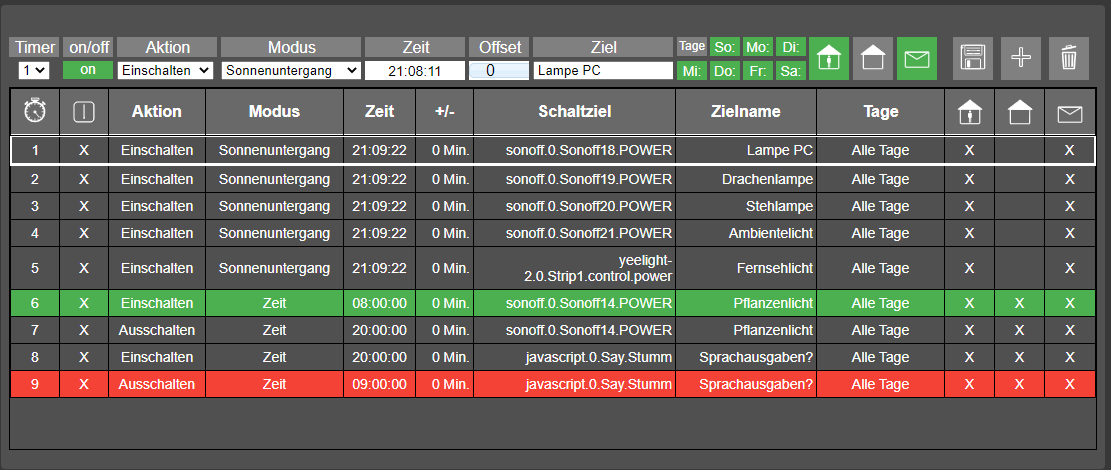 Timer on/off Aktion Modus Zeit Offset Ziel Tage So: Mo: Di:
1 on Einschalten Sonnenuntergang 21:08:11 0 Lampe PC Mi: Do: Fr: Sa:
Aktion Modus Zeit +/- Schaltziel Zielname Tage
1 X Einschalten Sonnenuntergang 21:09:22 0 Min. sonoff.0.Sonoff18.POWER Lampe PC Alle Tage X X
2 X Einschalten Sonnenuntergang 21:09:22 0 Min. sonoff.0.Sonoff19.POWER Drachenlampe Alle Tage X X
3 X Einschalten Sonnenuntergang 21:09:22 0 Min. sonoff.0.Sonoff20.POWER Stehlampe Alle Tage X X
4 X Einschalten Sonnenuntergang 21:09:22 0 Min. sonoff.0.Sonoff21.POWER Ambientelicht Alle Tage X X
5 X Einschalten Sonnenuntergang 21:09:22 0 Min. yeelight-
2.0.Strip1.control.power Fernsehlicht Alle Tage X X
6 X Einschalten Zeit 08:00:00 0 Min. sonoff.0.Sonoff14.POWER Pflanzenlicht Alle Tage X X X
7 X Ausschalten Zeit 20:00:00 0 Min. sonoff.0.Sonoff14.POWER Pflanzenlicht Alle Tage X X X
8 X Einschalten Zeit 20:00:00 0 Min. javascript.0.Say.Stumm Sprachausgaben? Alle Tage X X X
9 X Ausschalten Zeit 09:00:00 0 Min. javascript.0.Say.Stumm Sprachausgaben? Alle Tage X X X